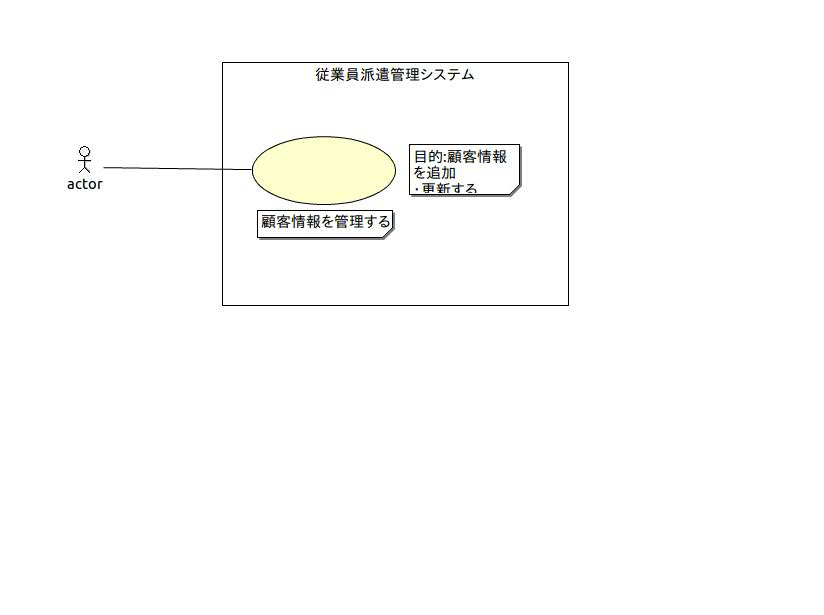 従業員派遣管理システム
actor
目的:顧客情報
を追加
・更新する
顧客情報を管理する